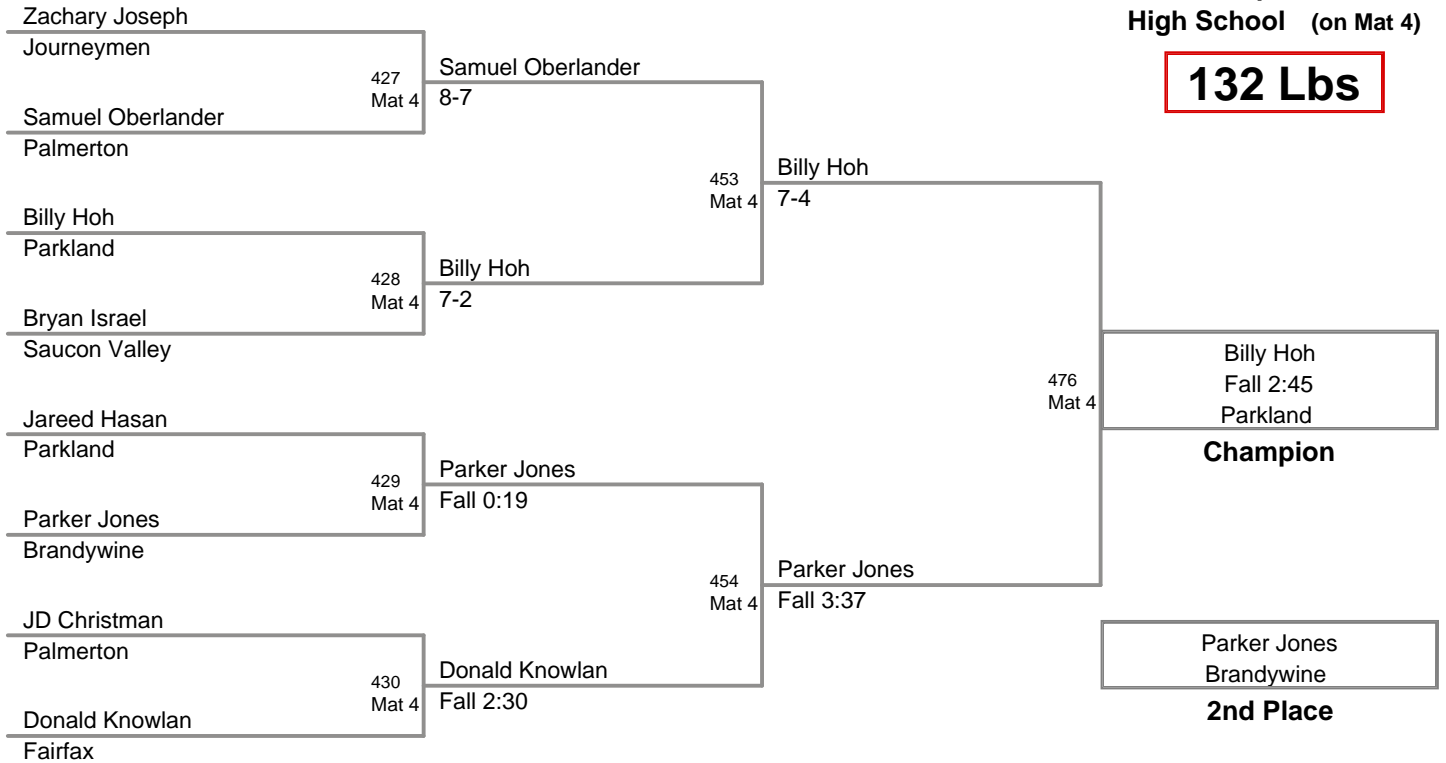 High School (on Mat 4)
132 Lbs
Zachary Joseph
Journeymen
427
Mat 4
Samuel Oberlander
8-7
Samuel Oberlander
Palmerton
453
Mat 4
Billy Hoh
7-4
Billy Hoh
Parkland
428
Mat 4
Billy Hoh
7-2
Bryan Israel
Saucon Valley
476
Mat 4
Billy Hoh
Fall 2:45
Parkland
Champion
Jareed Hasan
Parkland
429
Mat 4
Parker Jones
Fall 0:19
Parker Jones
Brandywine
454
Mat 4
Parker Jones
Fall 3:37
JD Christman
Palmerton
430
Mat 4
Donald Knowlan
Fall 2:30
Donald Knowlan
Fairfax
Parker Jones
Brandywine
2nd Place